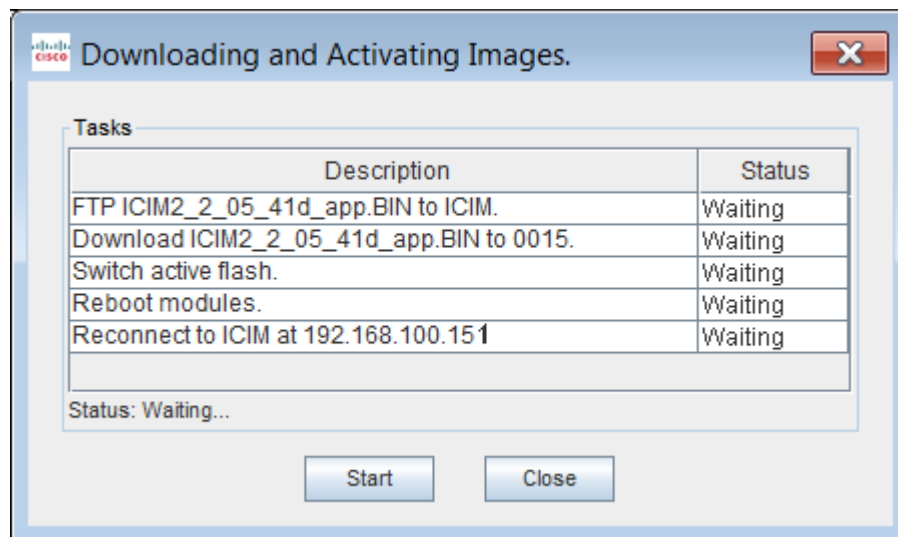 CISCO
Downloading and Activating Images.
Tasks
Description Status
FTP ICIM2_2_05_41d_app.BIN to ICIM. Waiting
Download ICIM2_2_05_41d_app.BIN to 0015. Waiting
Switch active flash. Waiting
Reboot modules. Waiting
Reconnect to ICIM at 192.168.100.151 Waiting
Status: Waiting...
Start Close